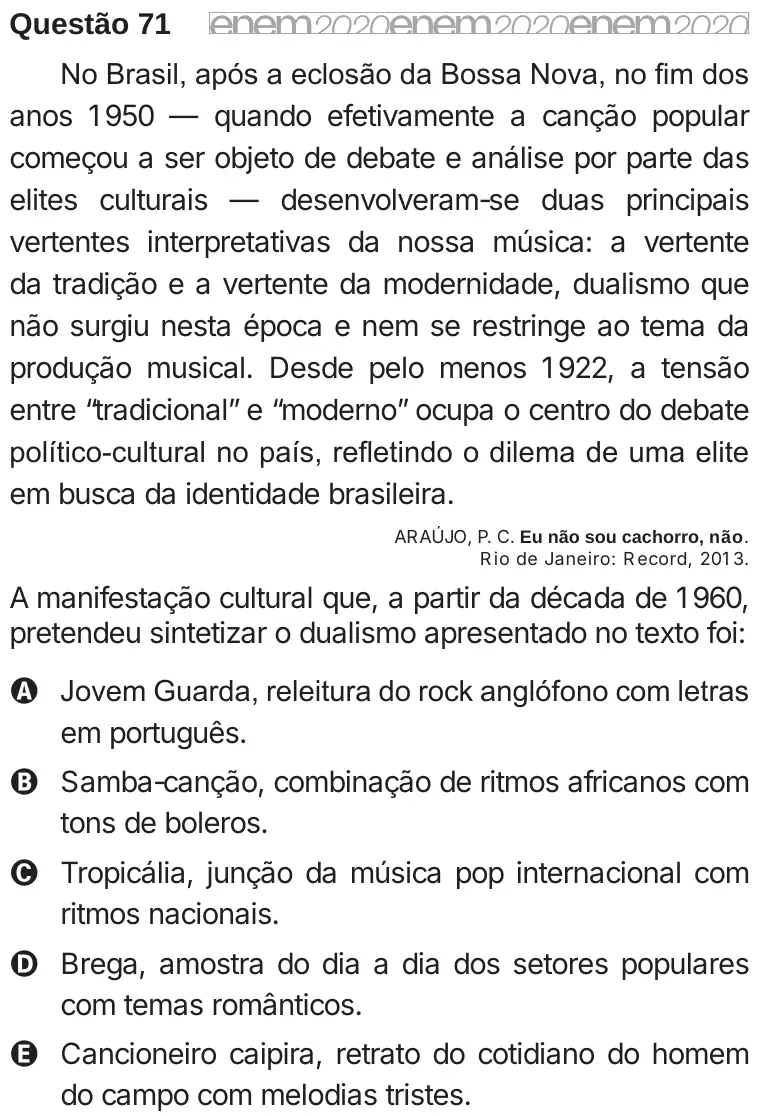 Questão 71 enem2020enem2020enem2020
No Brasil, após a eclosão da Bossa Nova, no fim dos
anos 1950 — quando efetivamente a canção popular
começou a ser objeto de debate e análise por parte das
elites culturais — desenvolveram-se duas principais
vertentes interpretativas da nossa música: a vertente
da tradição e a vertente da modernidade, dualismo que
não surgiu nesta época e nem se restringe ao tema da
produção musical. Desde pelo menos 1922, a tensão
entre “tradicional” e “moderno” ocupa o centro do debate
político-cultural no país, refletindo o dilema de uma elite
em busca da identidade brasileira.
ARAÚJO, P. C. Eu não sou cachorro, não.
Rio de Janeiro: Record, 2013.
A manifestação cultural que, a partir da década de 1960,
pretendeu sintetizar o dualismo apresentado no texto foi:
A Jovem Guarda, releitura do rock anglófono com letras
em português.
B Samba-canção, combinação de ritmos africanos com
tons de boleros.
C Tropicália, junção da música pop internacional com
ritmos nacionais.
D Brega, amostra do dia a dia dos setores populares
com temas românticos.
E Cancioneiro caipira, retrato do cotidiano do homem
do campo com melodias tristes.